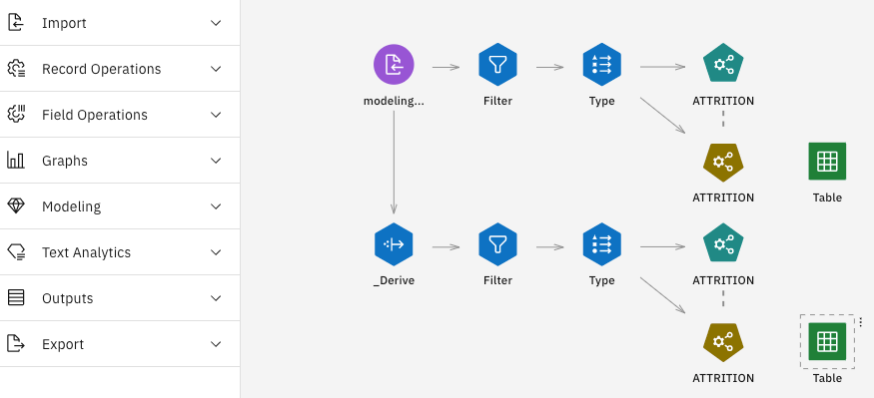 Import
Record Operations
Field Operations
Graphs
Modeling
Text Analytics
Outputs
Export
modeling...
Filter
Type
ATTRITION
ATTRITION
Table
_Derive
Filter
Type
ATTRITION
ATTRITION
Table